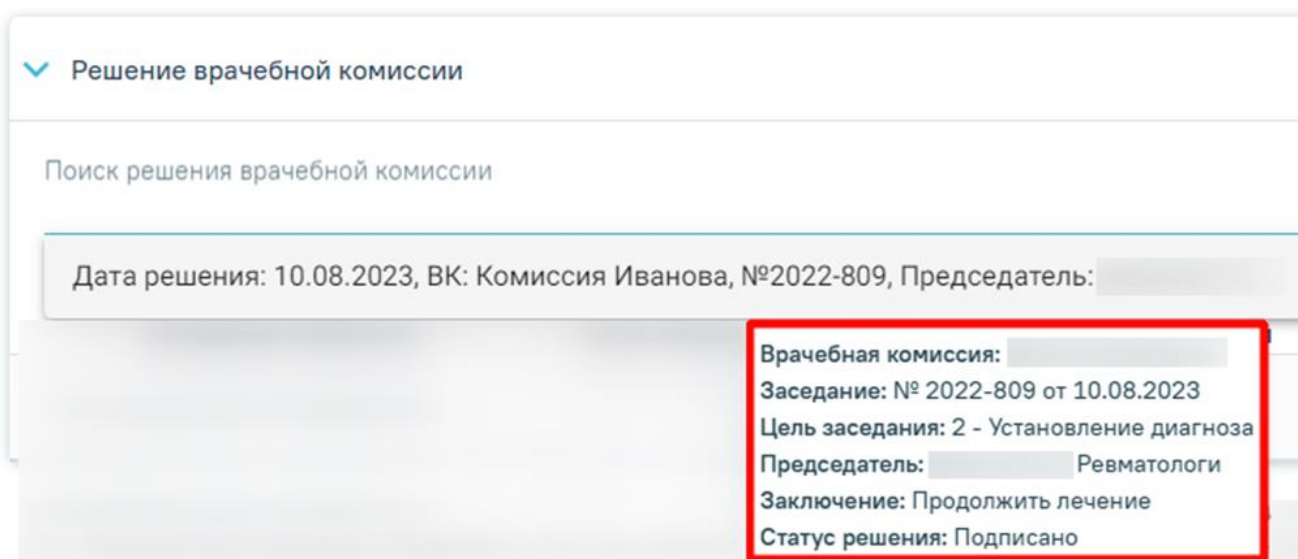 Решение врачебной комиссии
Поиск решения врачебной комиссии
Дата решения: 10.08.2023, ВК: Комиссия Иванова, №2022-809, Председатель:
Врачебная комиссия:
Заседание: № 2022-809 от 10.08.2023
Цель заседания: 2 - Установление диагноза
Председатель: Ревматологи
Заключение: Продолжить лечение
Статус решения: Подписано